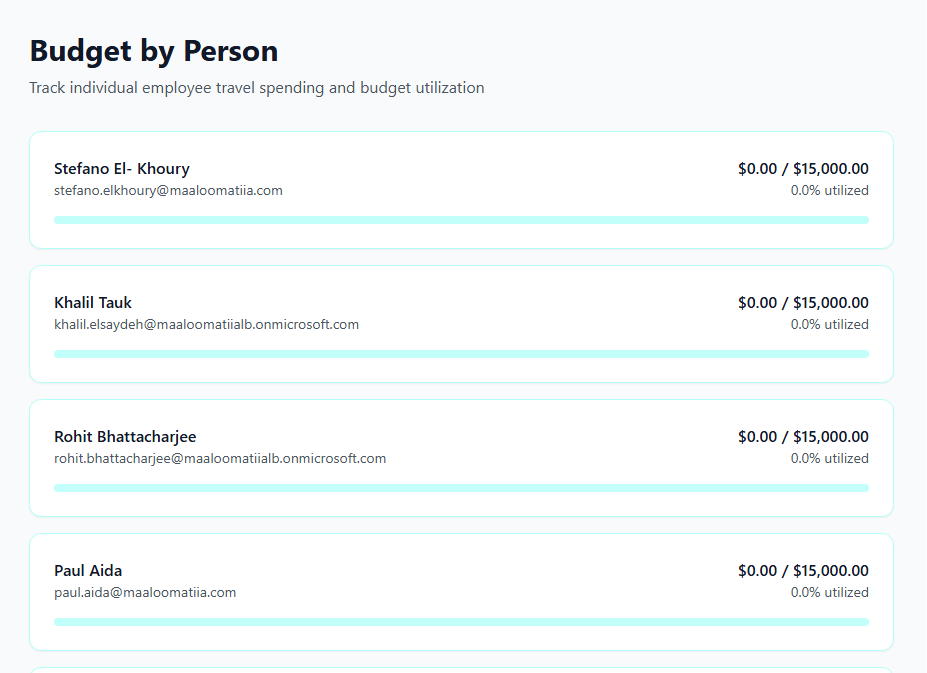 Budget by Person
Track individual employee travel spending and budget utilization
Stefano El- Khoury
$0.00 / $15,000.00
stefano.elkhoury@maaloomatiia.com
0.0% utilized
Khalil Tauk
$0.00 / $15,000.00
khalil.elsaydeh@maaloomatiialb.onmicrosoft.com
0.0% utilized
Rohit Bhattacharjee
$0.00 / $15,000.00
rohit.bhattacharjee@maaloomatiialb.onmicrosoft.com
0.0% utilized
Paul Aida
$0.00 / $15,000.00
paul.aida@maaloomatiia.com
0.0% utilized